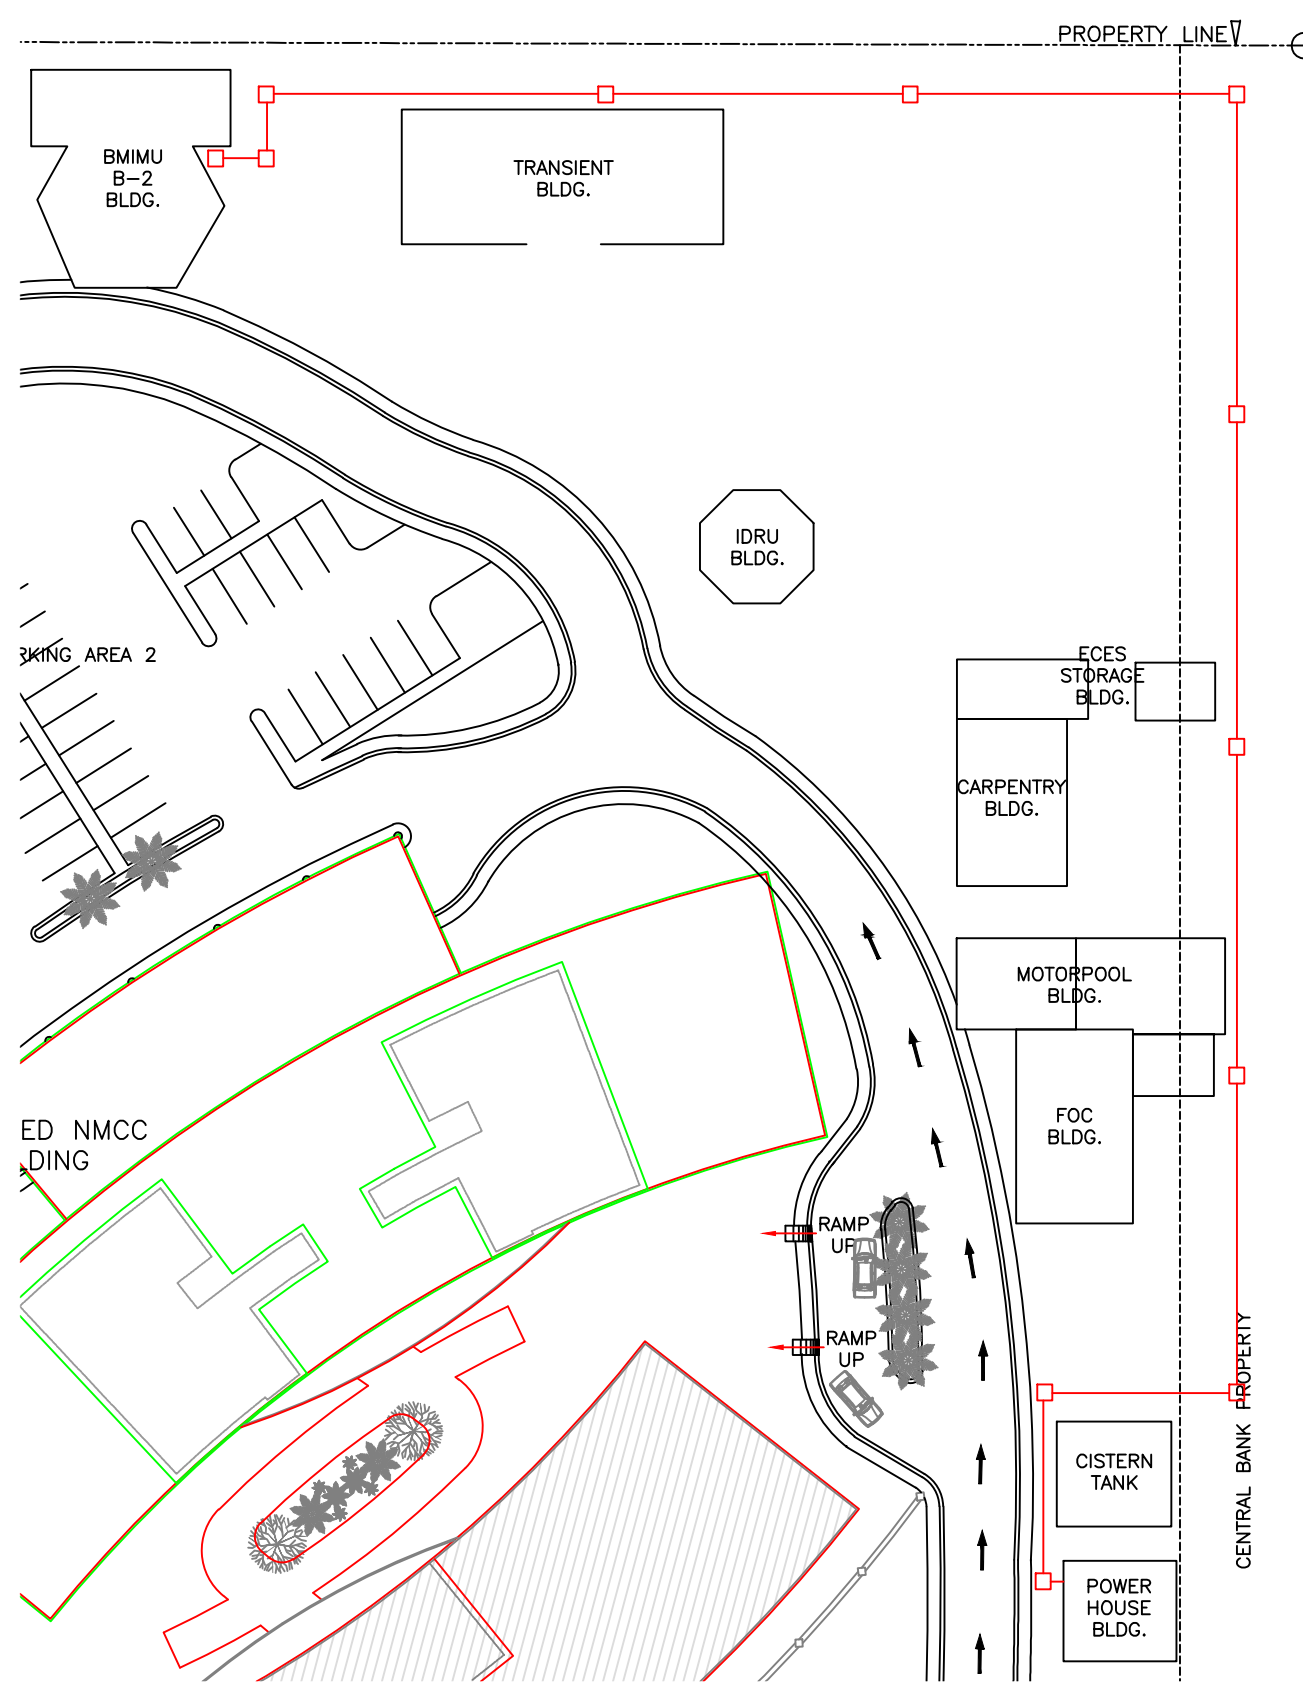 PROPERTY LINE
BMIMU
B-2
BLDG.
TRANSIENT
BLDG.
IDRU
BLDG.
RKING AREA 2
ECES
STORAGE
BLDG.
CARPENTRY
BLDG.
MOTORPOOL
BLDG.
FOC
BLDG.
ED NMCC
DING
RAMP
UP
RAMP
UP
CENTRAL BANK PROPERTY
CISTERN
TANK
POWER
HOUSE
BLDG.